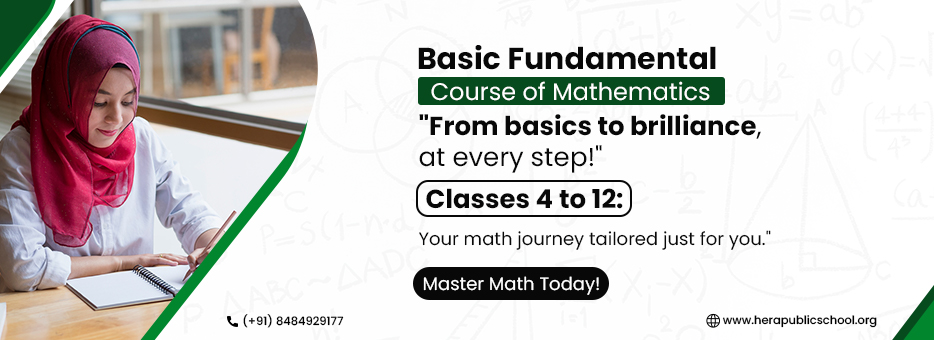 Basic Fundamental
Course of Mathematics
"From basics to brilliance,
at every step!"
Classes 4 to 12:
Your math journey tailored just for you."
Master Math Today!
(+91) 8484929177
www.herapublicschool.org